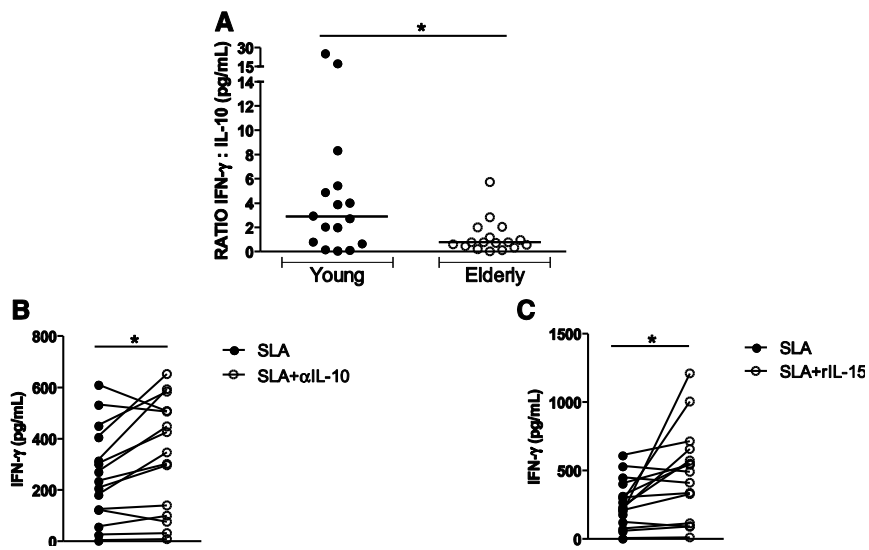 A
*
RATIO IFN-γ : IL-10 (pg/mL)
30
15
14
12
10
8
6
4
2
0
Young
Elderly
B
*
IFN-γ (pg/mL)
800
600
400
200
0
SLA
SLA+αIL-10
C
*
IFN-γ (pg/mL)
1500
1000
500
0
SLA
SLA+rIL-15